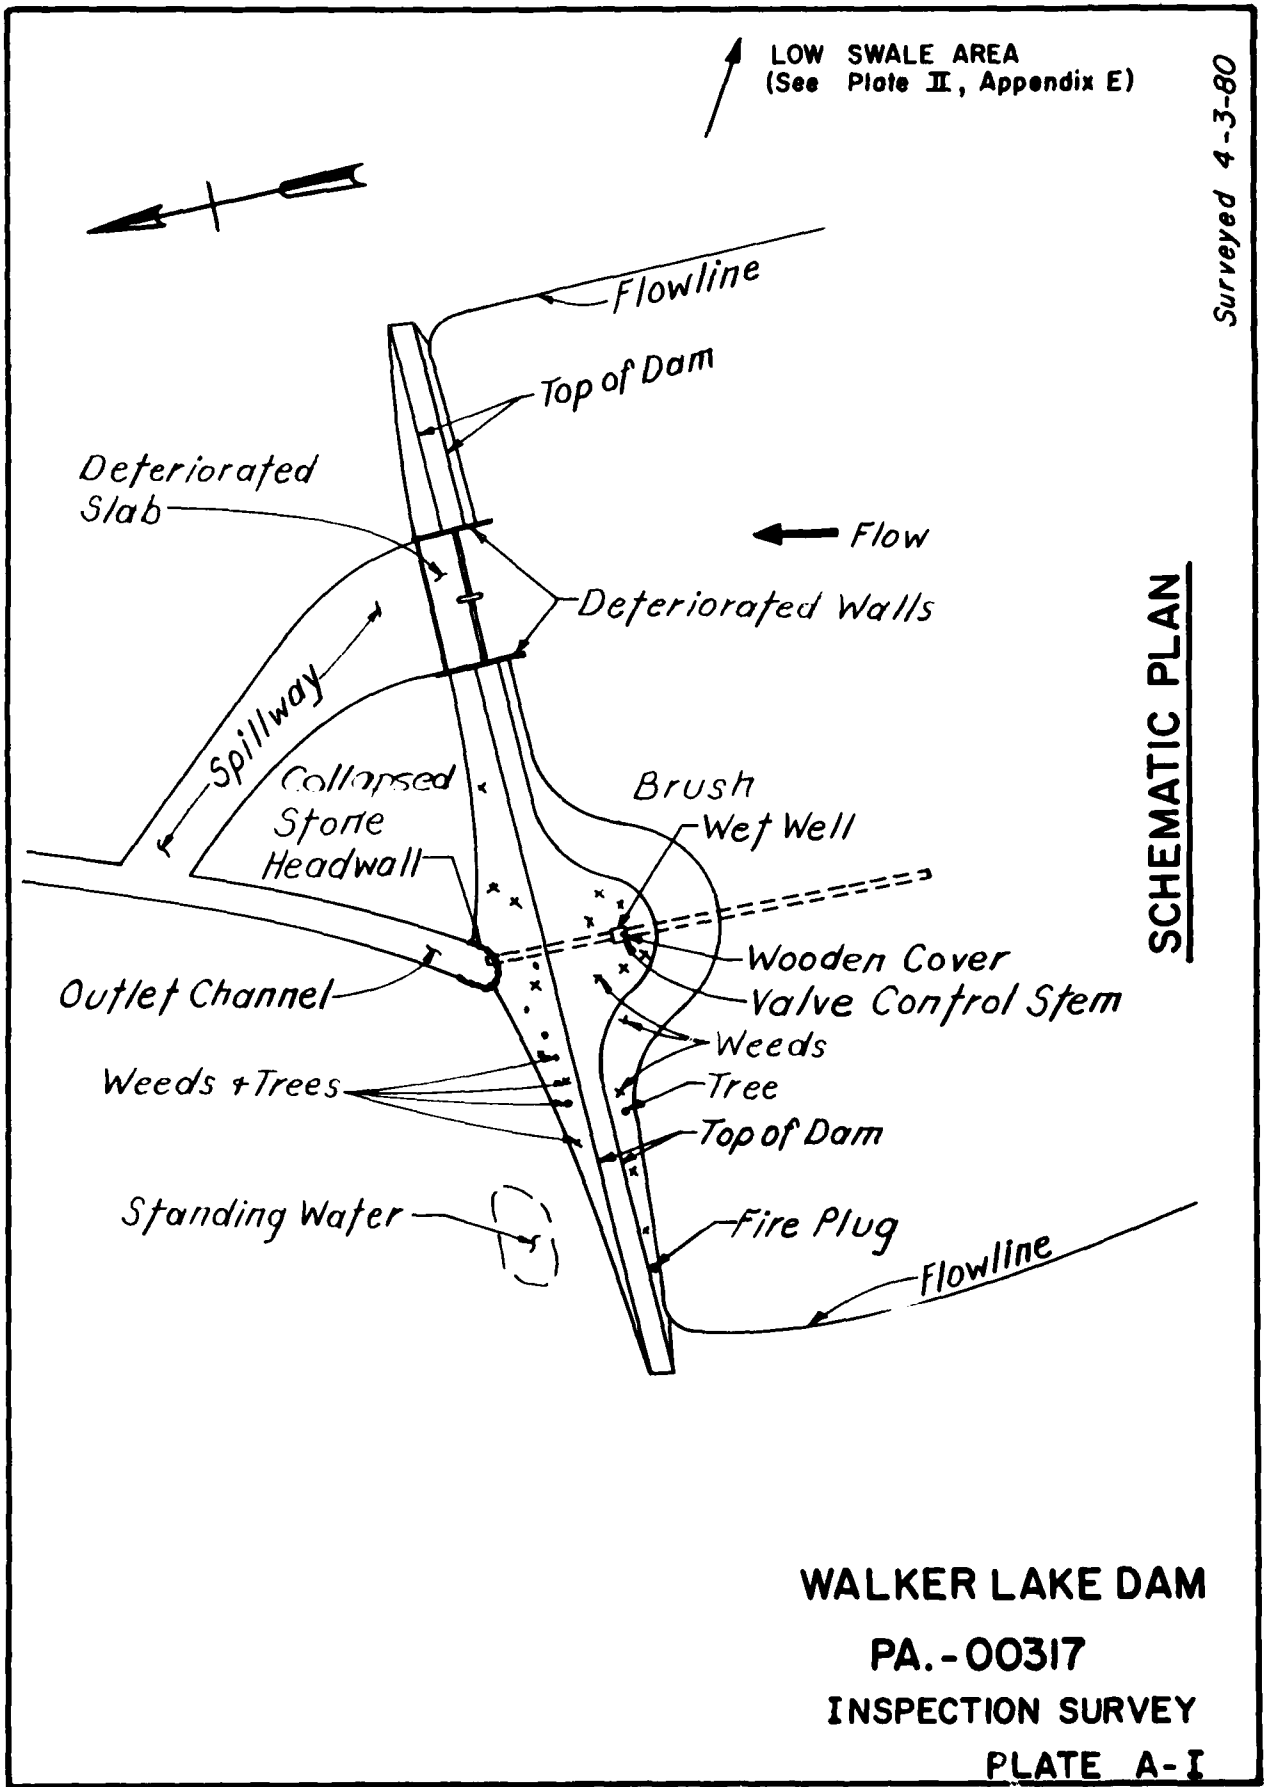 LOW SWALE AREA
(See Plate II, Appendix E)
Surveyed 4-3-80
Flowline
Top of Dam
Deteriorated
Slab
Flow
Deteriorated Walls
SCHEMATIC PLAN
Spillway
Collapsed
Stone
Headwall
Brush
Wet Well
Wooden Cover
Valve Control Stem
Outlet Channel
Weeds
Weeds + Trees
Tree
Top of Dam
Standing Water
Fire Plug
Flowline
WALKER LAKE DAM
PA.-00317
INSPECTION SURVEY
PLATE A-I